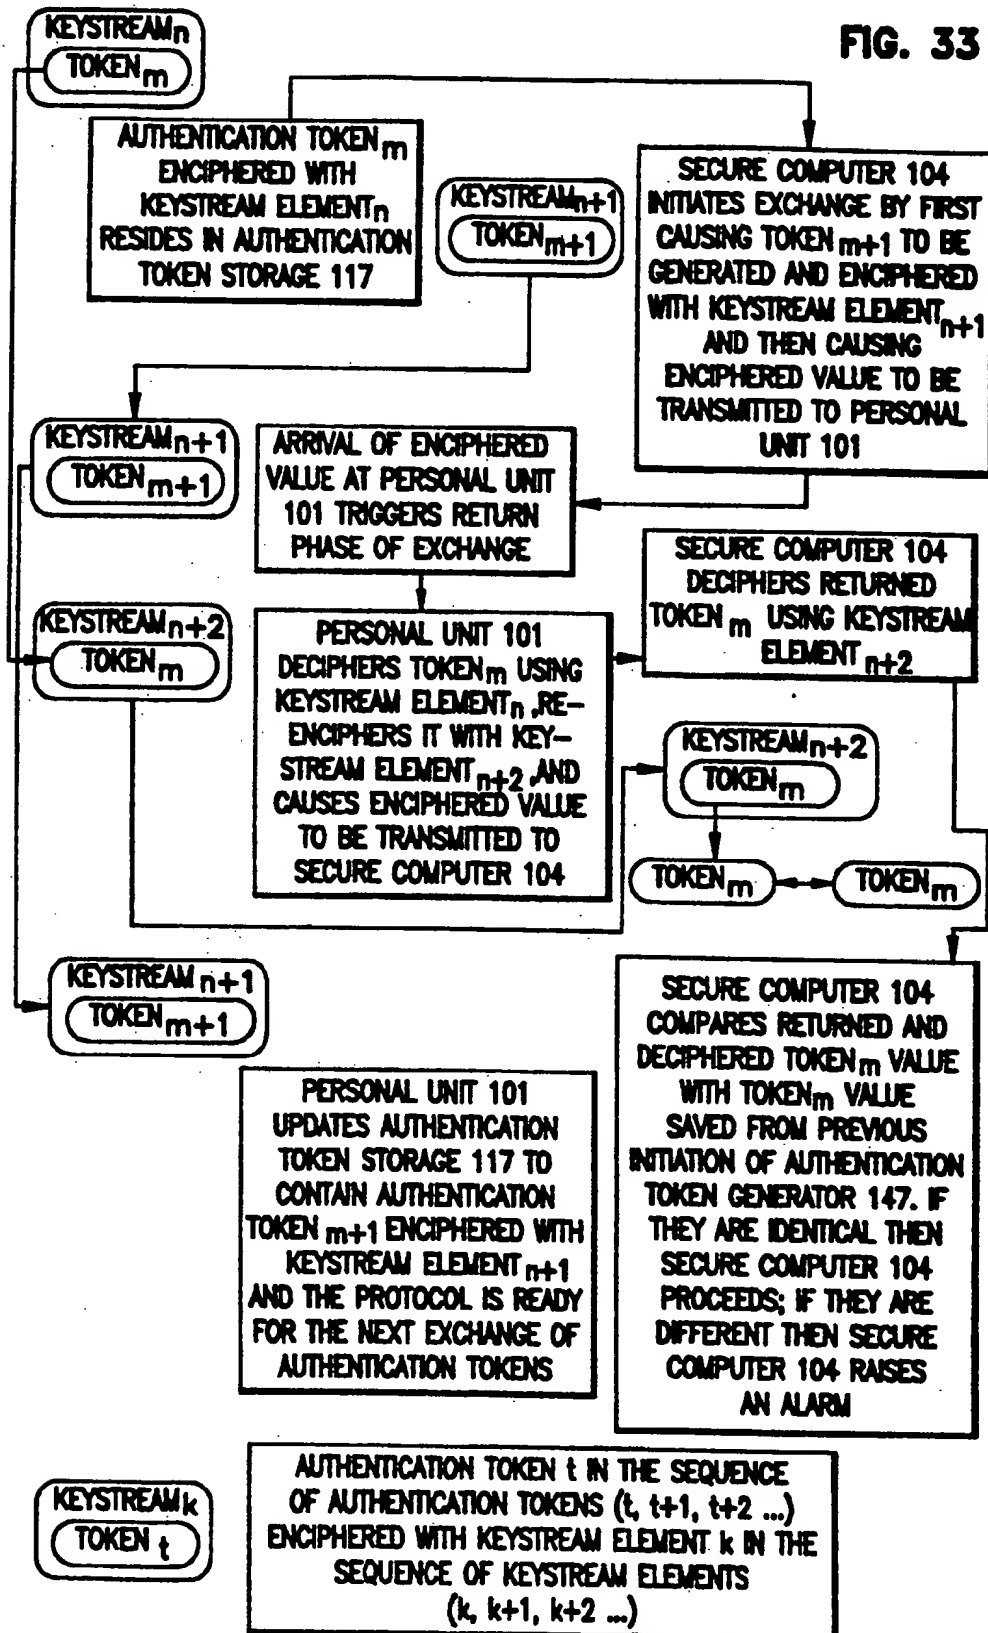 FIG. 33
KEYSTREAMn
TOKENm
AUTHENTICATION TOKENm
ENCIPHERED WITH
KEYSTREAM ELEMENTn
RESIDES IN AUTHENTICATION
TOKEN STORAGE 117
KEYSTREAMn+1
TOKENm+1
SECURE COMPUTER 104
INITIATES EXCHANGE BY FIRST
CAUSING TOKENm+1 TO BE
GENERATED AND ENCIPHERED
WITH KEYSTREAM ELEMENTn+1
AND THEN CAUSING
ENCIPHERED VALUE TO BE
TRANSMITTED TO PERSONAL
UNIT 101
KEYSTREAMn+1
TOKENm+1
ARRIVAL OF ENCIPHERED
VALUE AT PERSONAL UNIT
101 TRIGGERS RETURN
PHASE OF EXCHANGE
SECURE COMPUTER 104
DECIPHERS RETURNED
TOKENm USING KEYSTREAM
ELEMENTn+2
KEYSTREAMn+2
TOKENm
PERSONAL UNIT 101
DECIPHERS TOKENm USING
KEYSTREAM ELEMENTn,RE-
ENCIPHERS IT WITH KEY-
STREAM ELEMENTn+2,AND
CAUSES ENCIPHERED VALUE
TO BE TRANSMITTED TO
SECURE COMPUTER 104
KEYSTREAMn+2
TOKENm
TOKENm
TOKENm
KEYSTREAMn+1
TOKENm+1
SECURE COMPUTER 104
COMPARES RETURNED AND
DECIPHERED TOKENm VALUE
WITH TOKENm VALUE
SAVED FROM PREVIOUS
INITIATION OF AUTHENTICATION
TOKEN GENERATOR 147. IF
THEY ARE IDENTICAL THEN
SECURE COMPUTER 104
PROCEEDS; IF THEY ARE
DIFFERENT THEN SECURE
COMPUTER 104 RAISES
AN ALARM
PERSONAL UNIT 101
UPDATES AUTHENTICATION
TOKEN STORAGE 117 TO
CONTAIN AUTHENTICATION
TOKENm+1 ENCIPHERED WITH
KEYSTREAM ELEMENTn+1
AND THE PROTOCOL IS READY
FOR THE NEXT EXCHANGE OF
AUTHENTICATION TOKENS
KEYSTREAMk
TOKEN t
AUTHENTICATION TOKEN t IN THE SEQUENCE
OF AUTHENTICATION TOKENS (t, t+1, t+2 ...)
ENCIPHERED WITH KEYSTREAM ELEMENT k IN THE
SEQUENCE OF KEYSTREAM ELEMENTS
(k, k+1, k+2 ...)